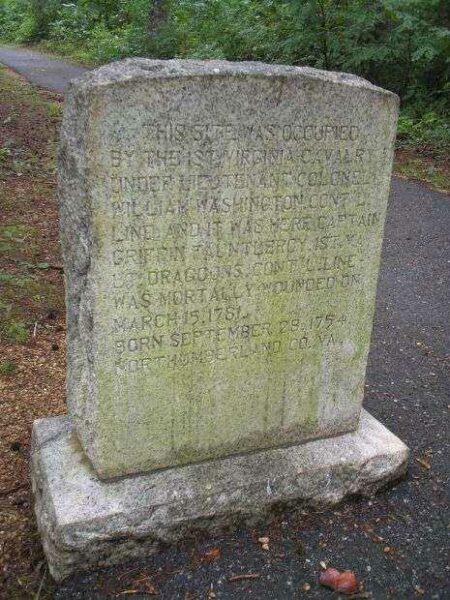 THIS SITE WAS OCCUPIED
BY THE 1ST. VIRGINIA CAVALRY
UNDER LIEUTENANT COLONEL
WILLIAM WASHINGTON, CONT'L
LINE, AND IT WAS HERE CAPTAIN
GRIFFIN FAUNTLEROY, 1ST. VA.
LT. DRAGOONS, CONT'L LINE
WAS MORTALLY WOUNDED ON
MARCH 15, 1781.
BORN SEPTEMBER 29, 1754
NORTHUMBERLAND CO. VA.